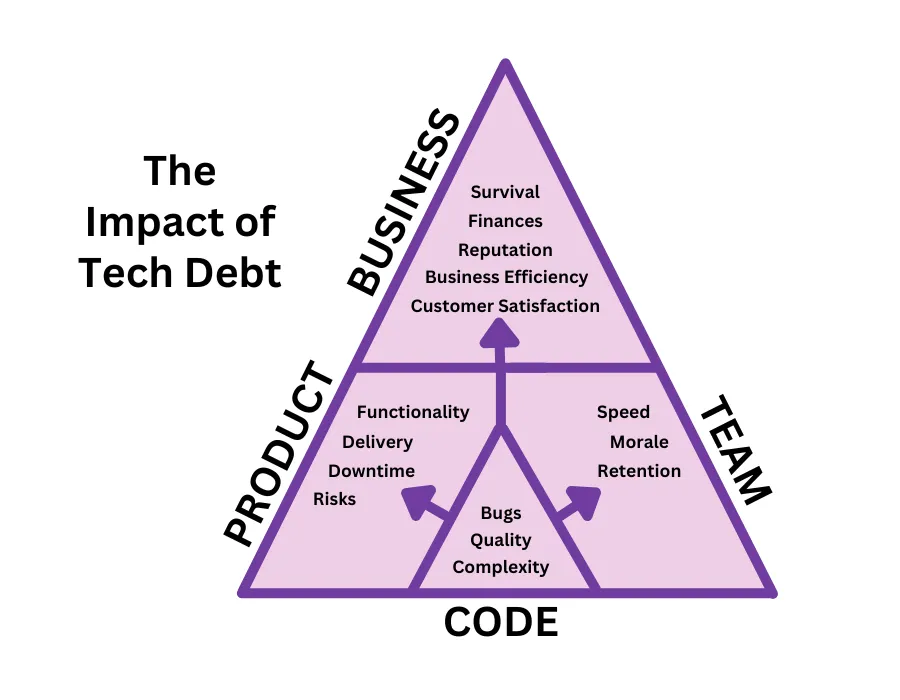 The
Impact of
Tech Debt
BUSINESS
Survival
Finances
Reputation
Business Efficiency
Customer Satisfaction
PRODUCT
Functionality
Delivery
Downtime
Risks
TEAM
Speed
Morale
Retention
Bugs
Quality
Complexity
CODE